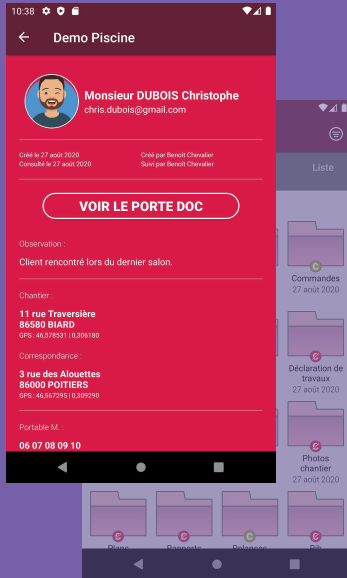 10:38
Demo Piscine
Monsieur DUBOIS Christophe
chris.dubois@gmail.com
Créé le 27 août 2020
Consulté le 27 août 2020
Créé par Benoît Chevalier
Suivi par Benoît Chevalier
VOIR LE PORTE DOC
Observation :
Client rencontré lors du dernier salon.
Chantier :
11 rue Traversière
86580 BIARD
GPS : 46,578531 | 0,306180
Correspondance :
3 rue des Alouettes
86000 POITIERS
GPS : 46,567295 | 0,309290
Portable M. :
06 07 08 09 10
Liste
Commandes
27 août 2020
Déclaration de
travaux
27 août 2020
Photos
chantier
27 août 2020
Plans
Rapports
Relances
Rib